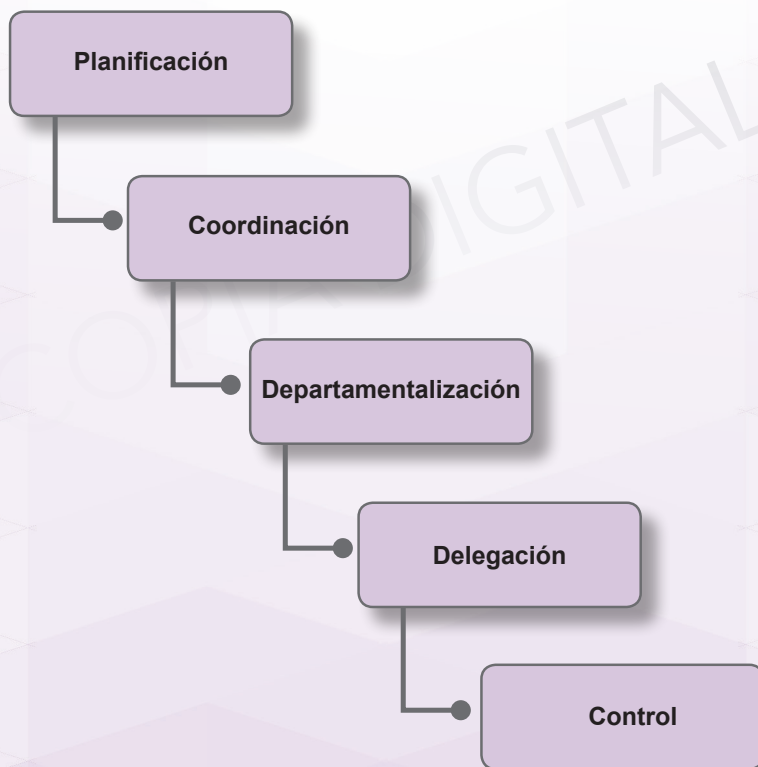 Planificación
Coordinación
Departamentalización
Delegación
Control